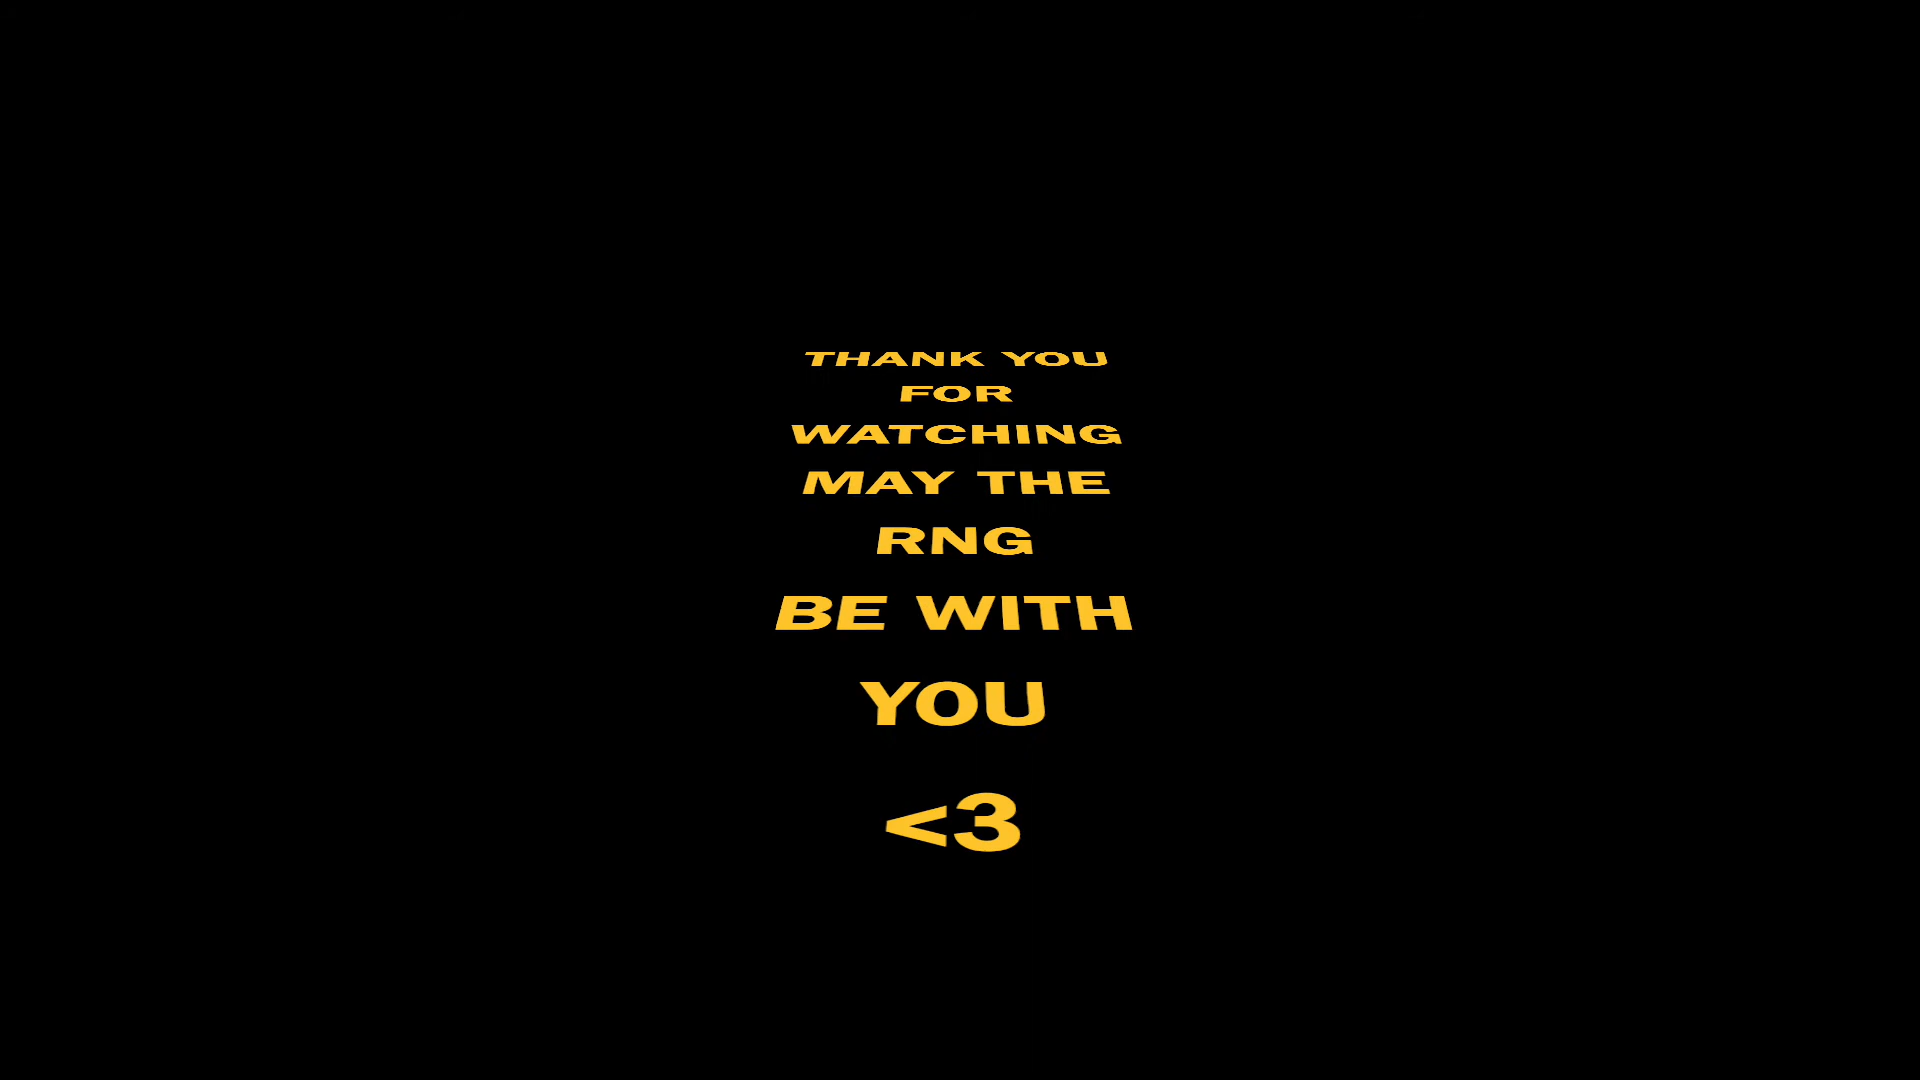 THANK YOU
FOR
WATCHING
MAY THE
RNG
BE WITH
YOU
<3